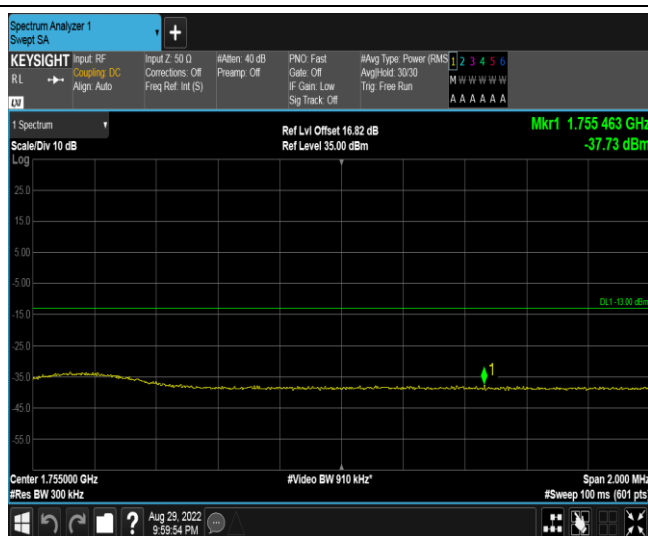 Spectrum Analyzer 1
Swept SA
+
KEYSIGHT
RL
LXI
Input: RF
Coupling: DC
Align: Auto
Input Z: 50 Ω
Corrections: Off
Freq Ref: Int (S)
#Atten: 40 dB
Preamp: Off
PNO: Fast
Gate: Off
IF Gain: Low
Sig Track: Off
#Avg Type: Power (RMS
Avg|Hold: 30/30
Trig: Free Run
1 2 3 4 5 6
M W W W W W
A A A A A A
1 Spectrum
Scale/Div 10 dB
Log
Ref Lvl Offset 16.82 dB
Ref Level 35.00 dBm
Mkr1 1.755 463 GHz
-37.73 dBm
25.0
15.0
5.00
-5.00
-15.0
-25.0
-35.0
-45.0
-55.0
DL1 -13.00 dBm
1
Center 1.755000 GHz
#Res BW 300 kHz
#Video BW 910 kHz*
Span 2.000 MHz
#Sweep 100 ms (601 pts)
?
Aug 29, 2022
9:59:54 PM